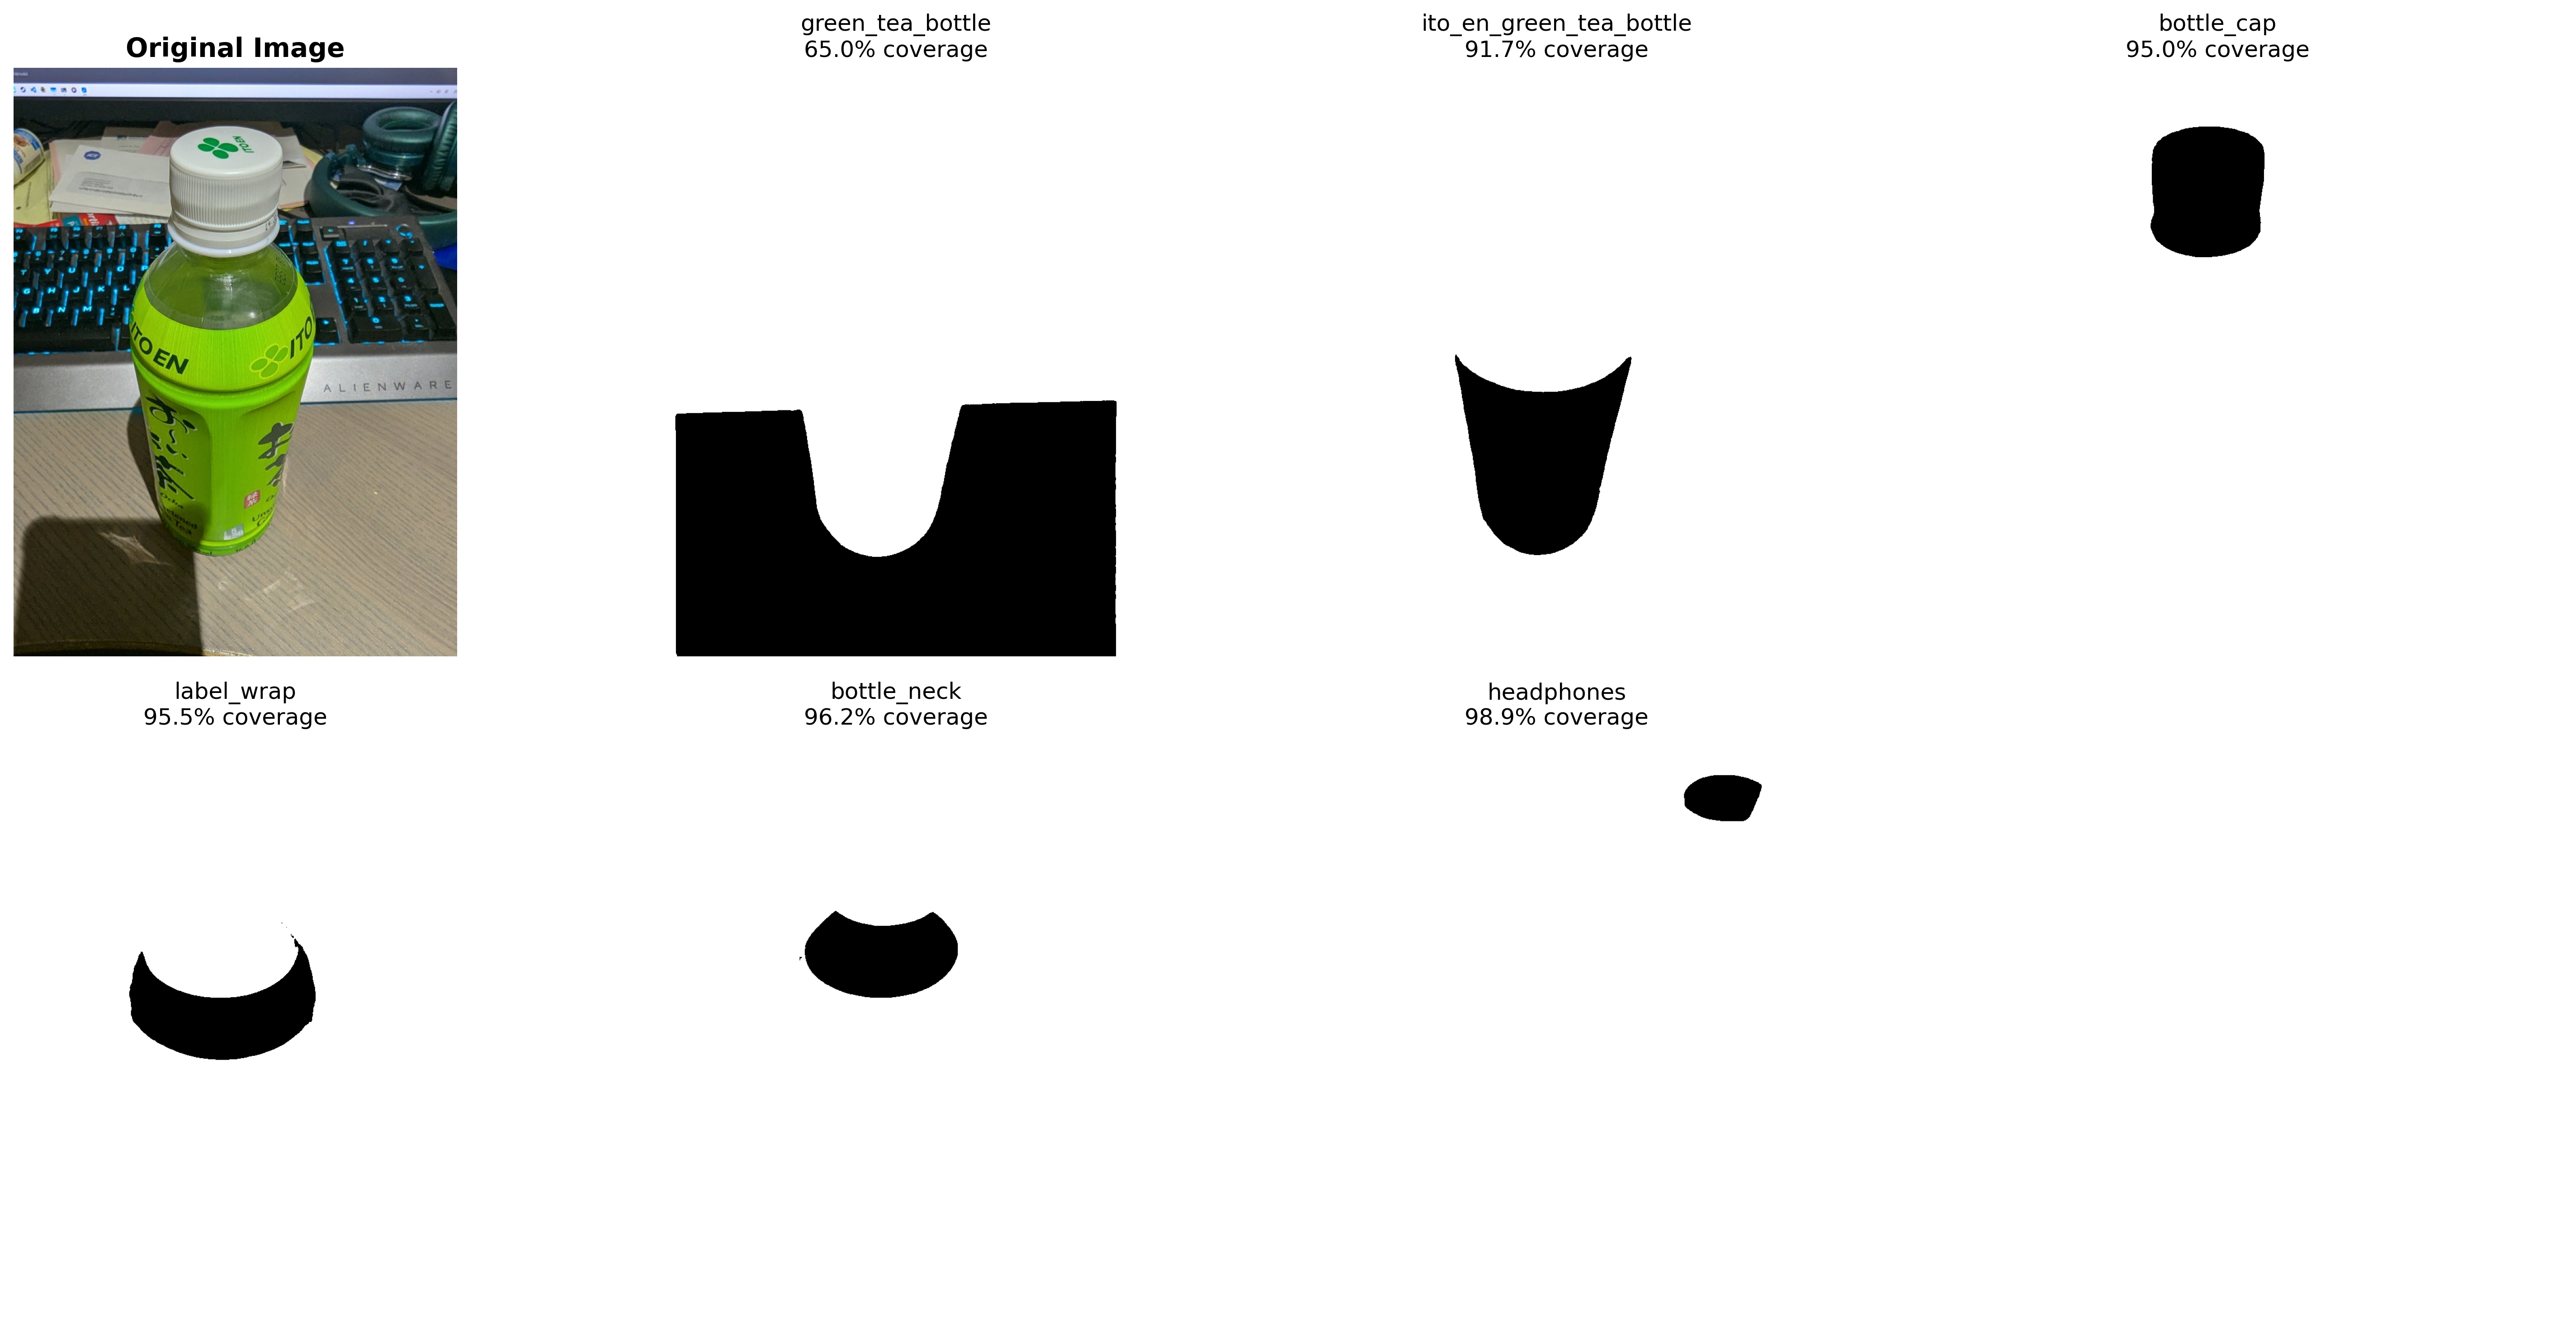 Original Image
green_tea_bottle
65.0% coverage
ito_en_green_tea_bottle
91.7% coverage
bottle_cap
95.0% coverage
ITOEN
ITO EN
ITO
ALIENWARE
label_wrap
95.5% coverage
bottle_neck
96.2% coverage
headphones
98.9% coverage